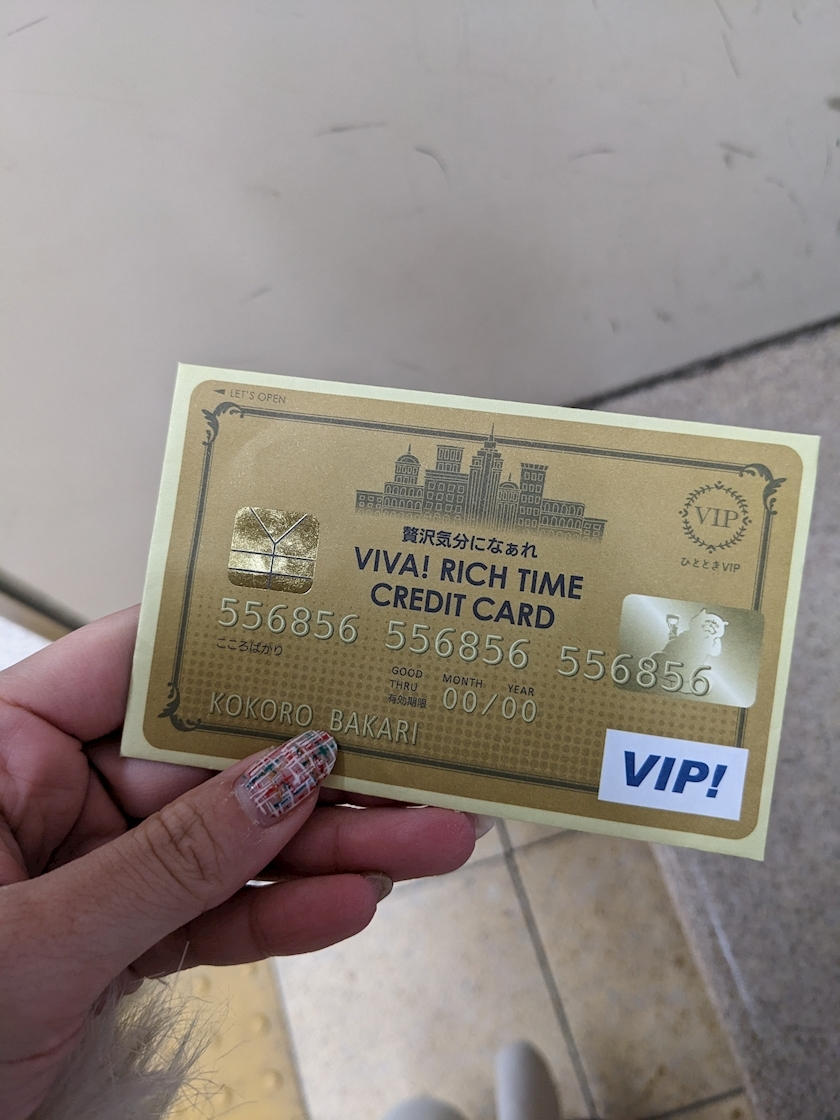 ◀ LET'S OPEN
VIP
ひとときVIP
贅沢気分になぁれ
VIVA! RICH TIME
CREDIT CARD
556856 556856 556856
こころばかり
GOOD THRU
有効期限
MONTH YEAR
00/00
KOKORO BAKARI
VIP!